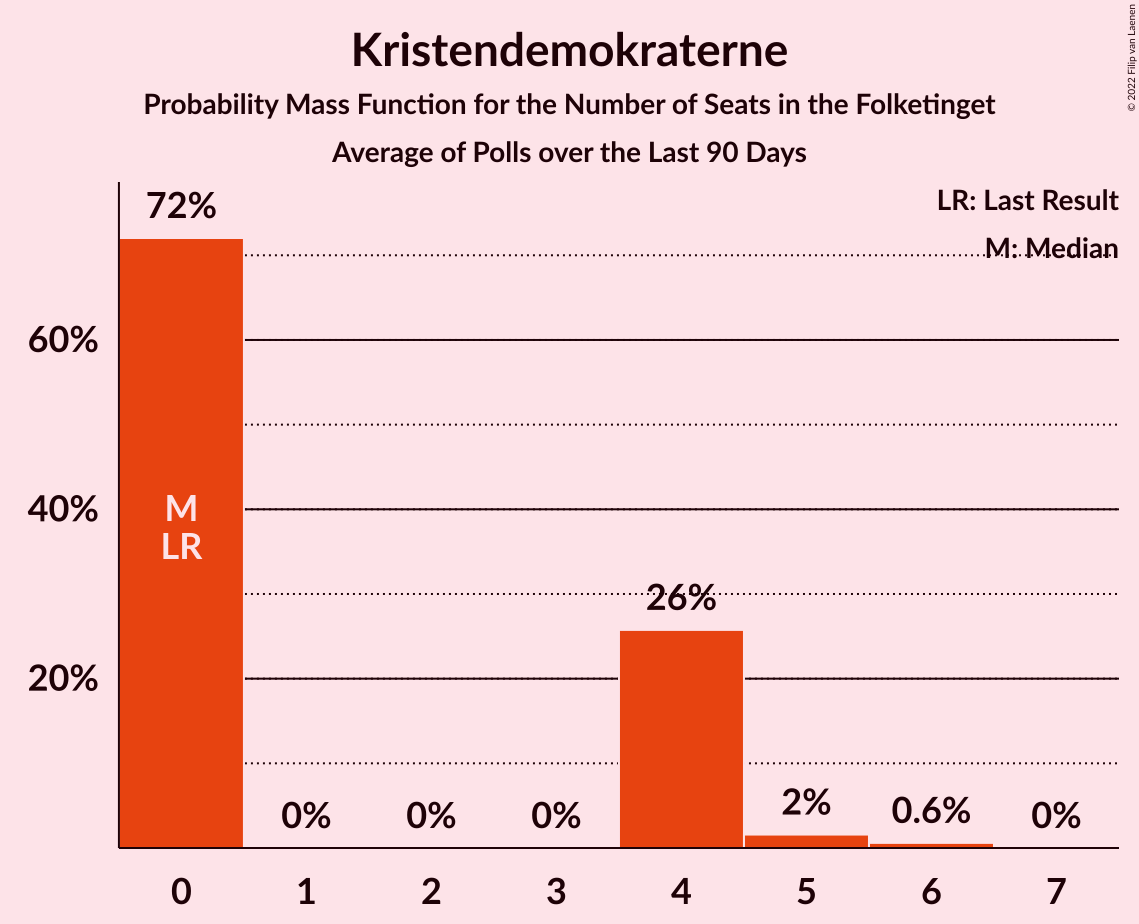 Kristendemokraterne
Probability Mass Function for the Number of Seats in the Folketinget
Average of Polls over the Last 90 Days
© 2022 Filip van Laenen
LR: Last Result
M: Median
72%
60%
40%
20%
M
LR
0%
0%
0%
26%
2%
0.6%
0%
0
1
2
3
4
5
6
7